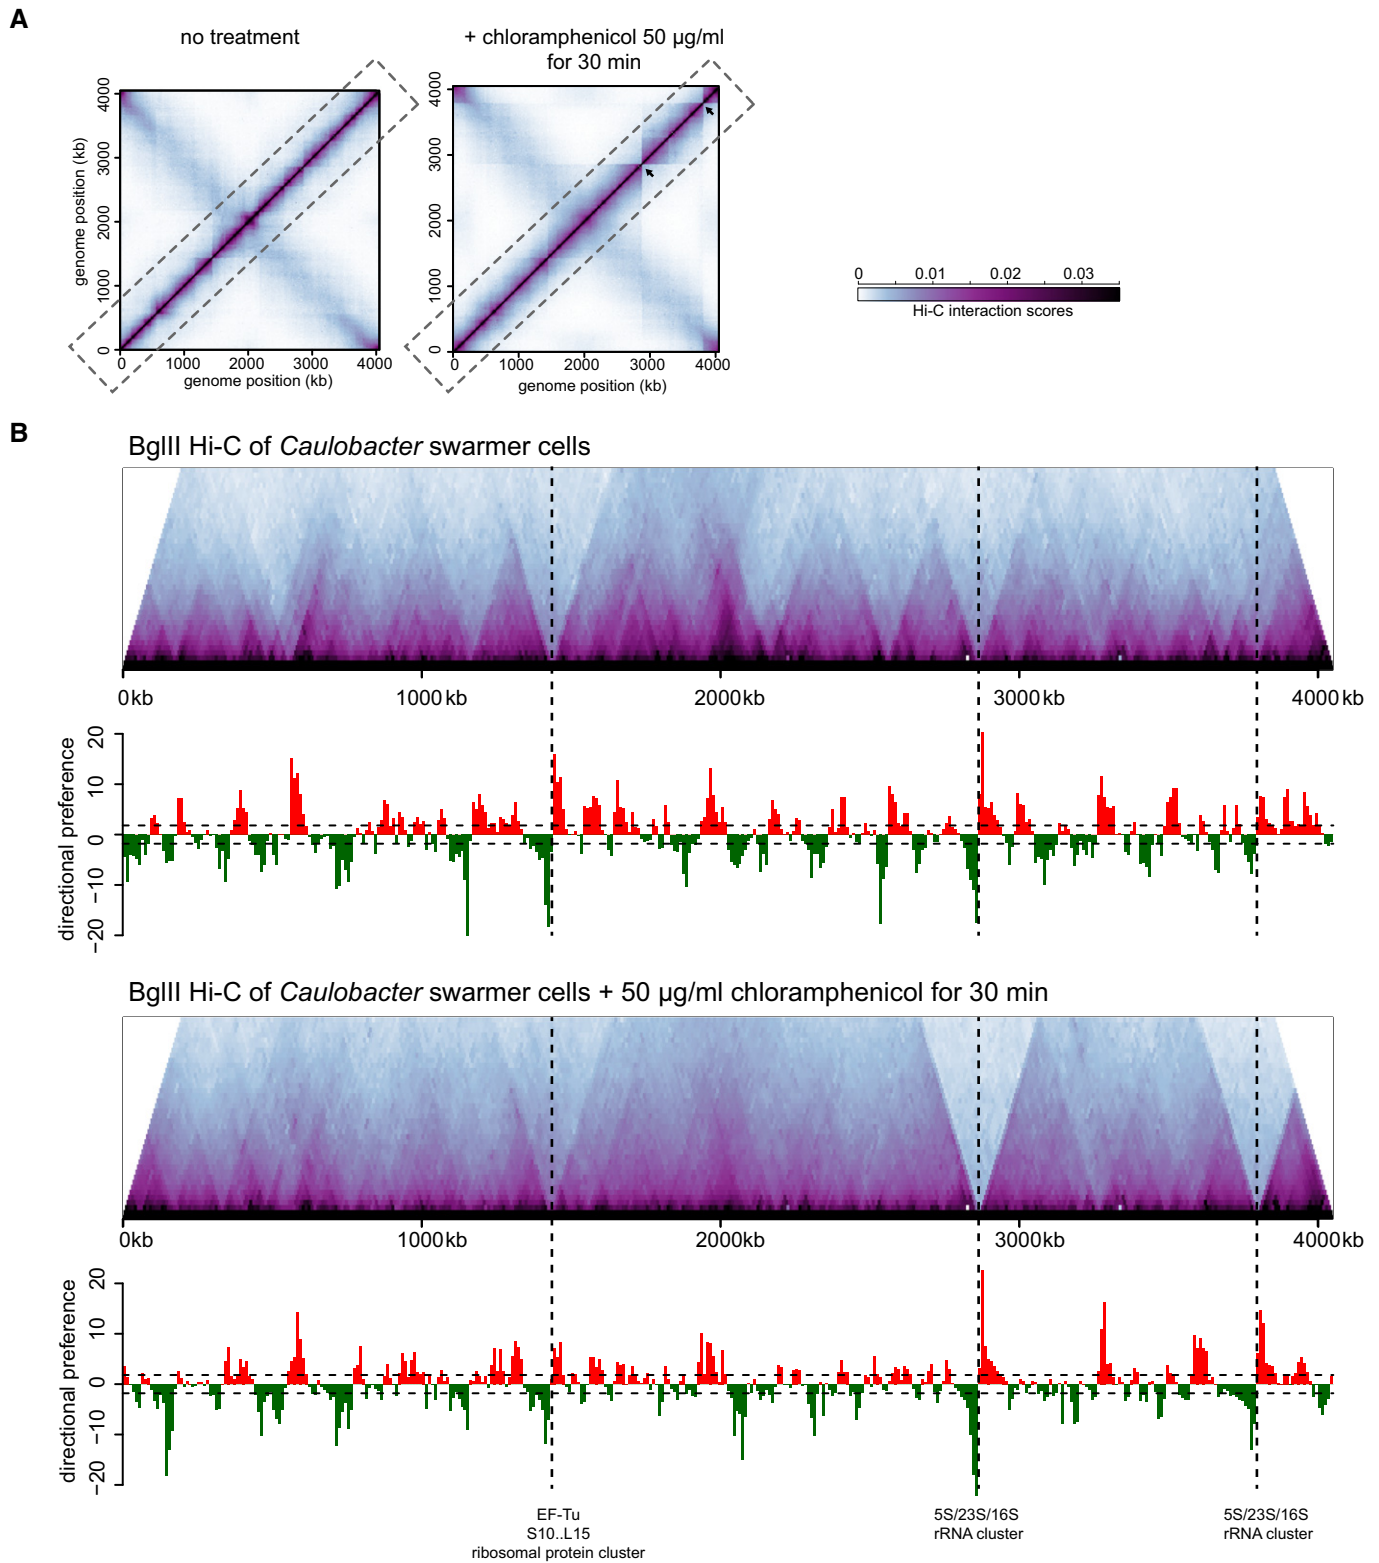 A
no treatment
+ chloramphenicol 50 µg/ml
for 30 min
genome position (kb)
4000
3000
2000
1000
0
0 1000 2000 3000 4000
genome position (kb)
4000
3000
2000
1000
0
0 1000 2000 3000 4000
genome position (kb)
0 0.01 0.02 0.03
Hi-C interaction scores
B
BglII Hi-C of Caulobacter swarmer cells
0kb 1000kb 2000kb 3000kb 4000kb
directional preference
20
10
0
−10
−20
BglII Hi-C of Caulobacter swarmer cells + 50 µg/ml chloramphenicol for 30 min
0kb 1000kb 2000kb 3000kb 4000kb
directional preference
20
10
0
−10
−20
EF-Tu
S10..L15
ribosomal protein cluster
5S/23S/16S
rRNA cluster
5S/23S/16S
rRNA cluster